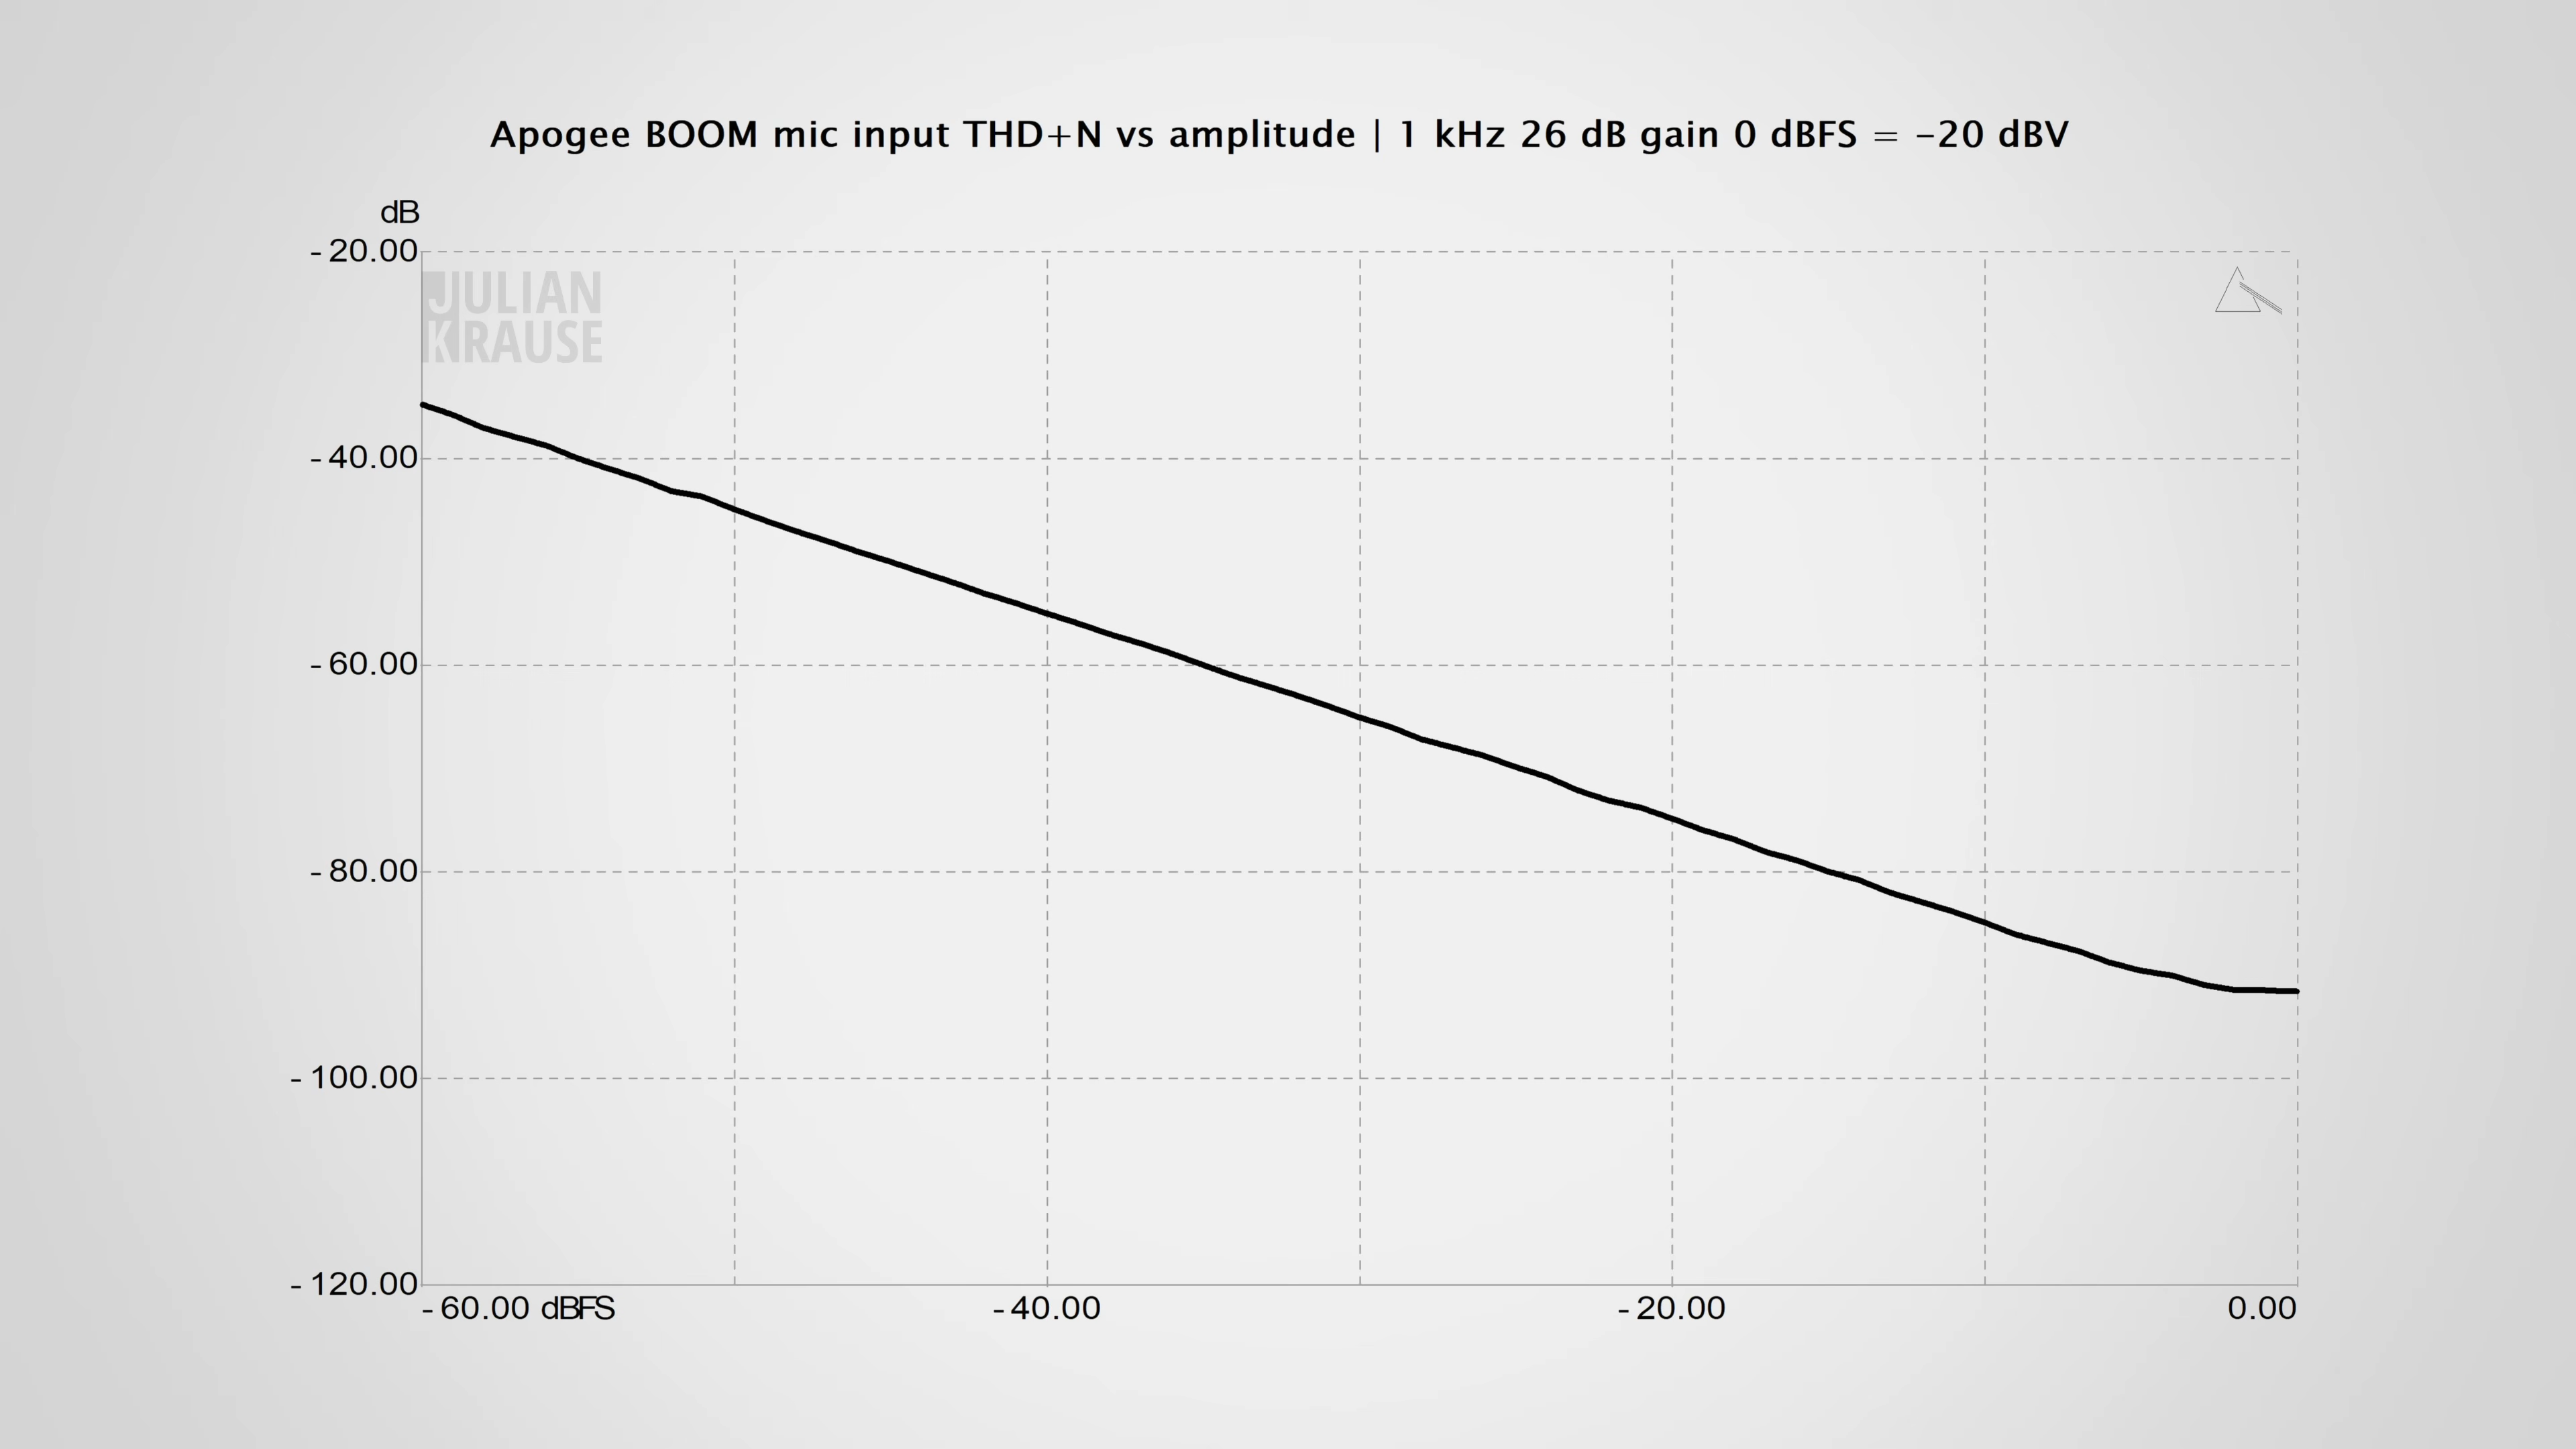 Apogee BOOM mic input THD+N vs amplitude | 1 kHz 26 dB gain 0 dBFS = -20 dBV
dB
-20.00
JULIAN
KRAUSE
-40.00
-60.00
-80.00
-100.00
-120.00
-60.00 dBFS
-40.00
-20.00
0.00